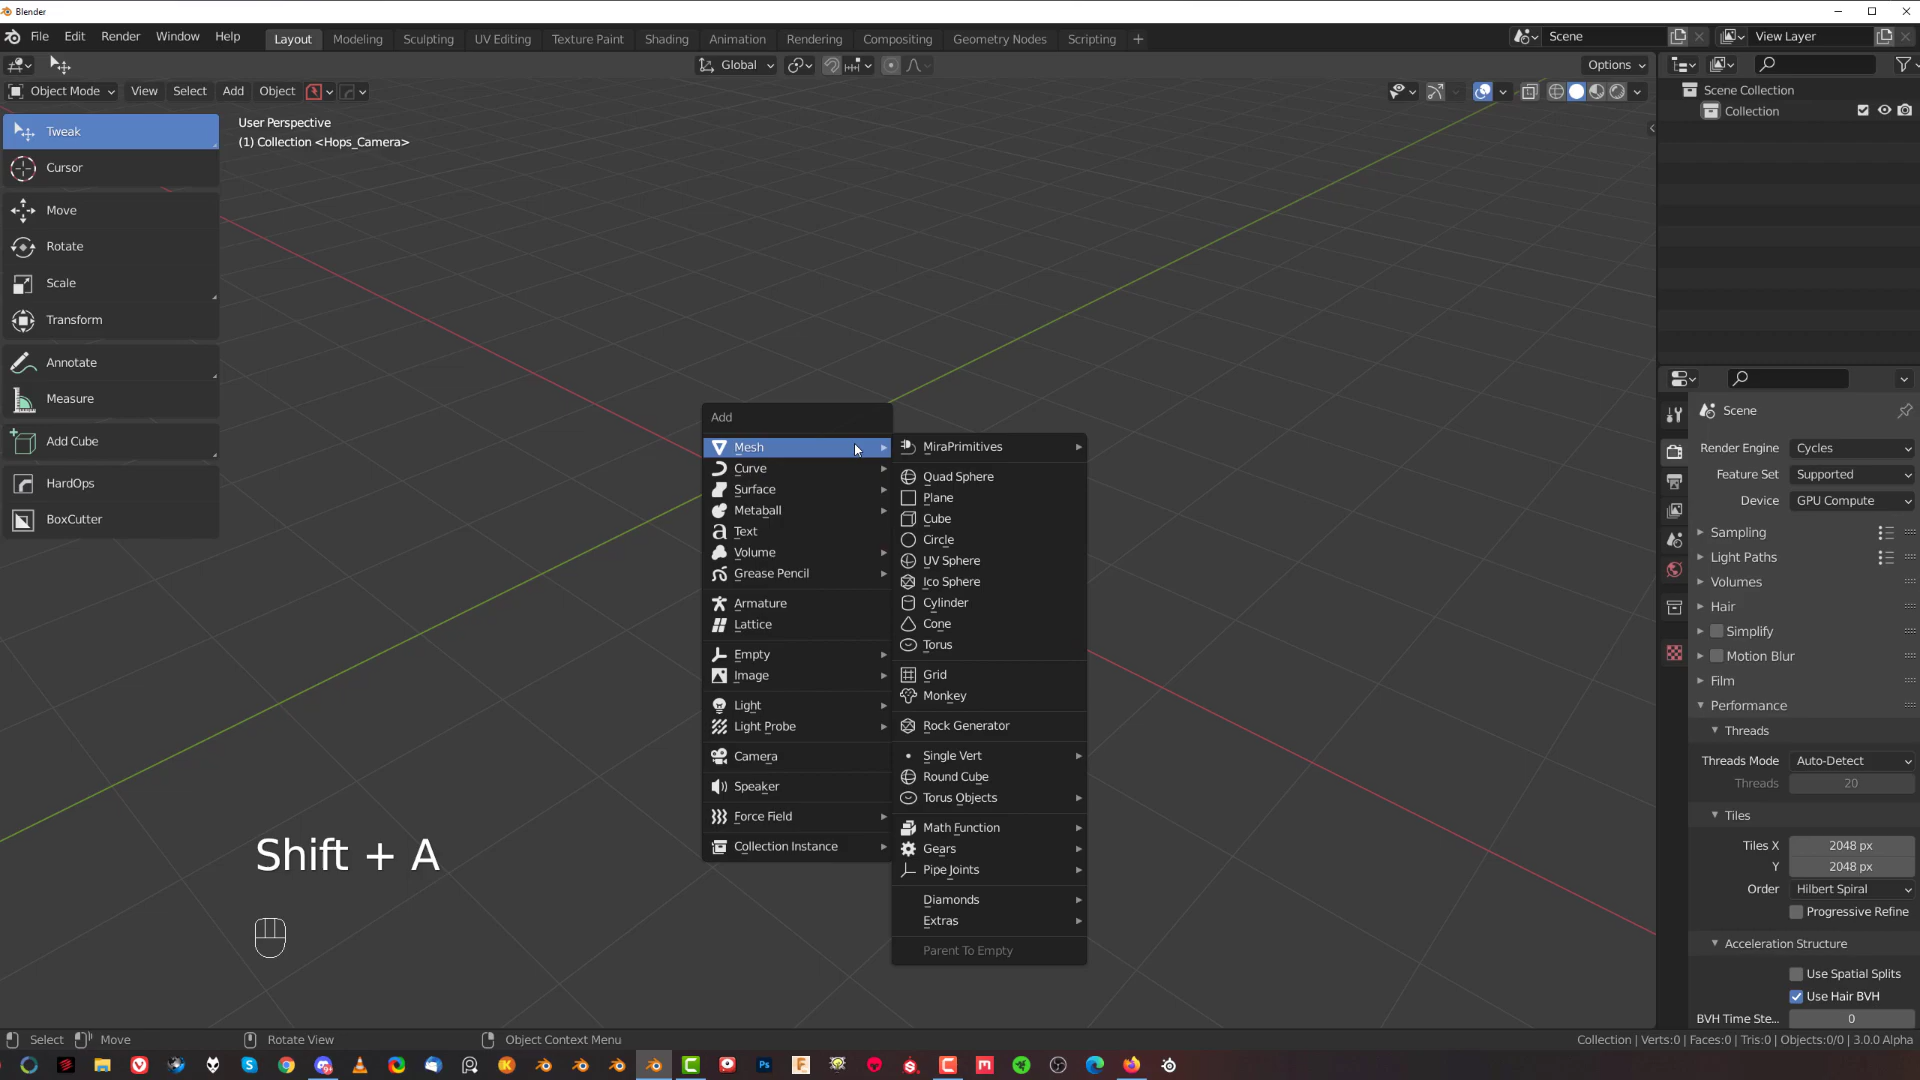 Blender
File Edit Render Window Help Layout Modeling Sculpting UV Editing Texture Paint Shading Animation Rendering Compositing Geometry Nodes Scripting + Scene View Layer
Global Options
Object Mode View Select Add Object
Scene Collection
Collection
Tweak
Cursor
Move
Rotate
Scale
Transform
Annotate
Measure
Add Cube
HardOps
BoxCutter
User Perspective
(1) Collection <Hops_Camera>
Add
Mesh
Curve
Surface
Metaball
Text
Volume
Grease Pencil
Armature
Lattice
Empty
Image
Light
Light Probe
Camera
Speaker
Force Field
Collection Instance
MiraPrimitives
Quad Sphere
Plane
Cube
Circle
UV Sphere
Ico Sphere
Cylinder
Cone
Torus
Grid
Monkey
Rock Generator
Single Vert
Round Cube
Torus Objects
Math Function
Gears
Pipe Joints
Diamonds
Extras
Parent To Empty
Shift + A
Scene
Render Engine Cycles
Feature Set Supported
Device GPU Compute
Sampling
Light Paths
Volumes
Hair
Simplify
Motion Blur
Film
Performance
Threads
Threads Mode Auto-Detect
Threads 20
Tiles
Tiles X 2048 px
Y 2048 px
Order Hilbert Spiral
Progressive Refine
Acceleration Structure
Use Spatial Splits
Use Hair BVH
BVH Time Ste... 0
Select Move Rotate View Object Context Menu Collection | Verts:0 | Faces:0 | Tris:0 | Objects:0/0 | 3.0.0 Alpha